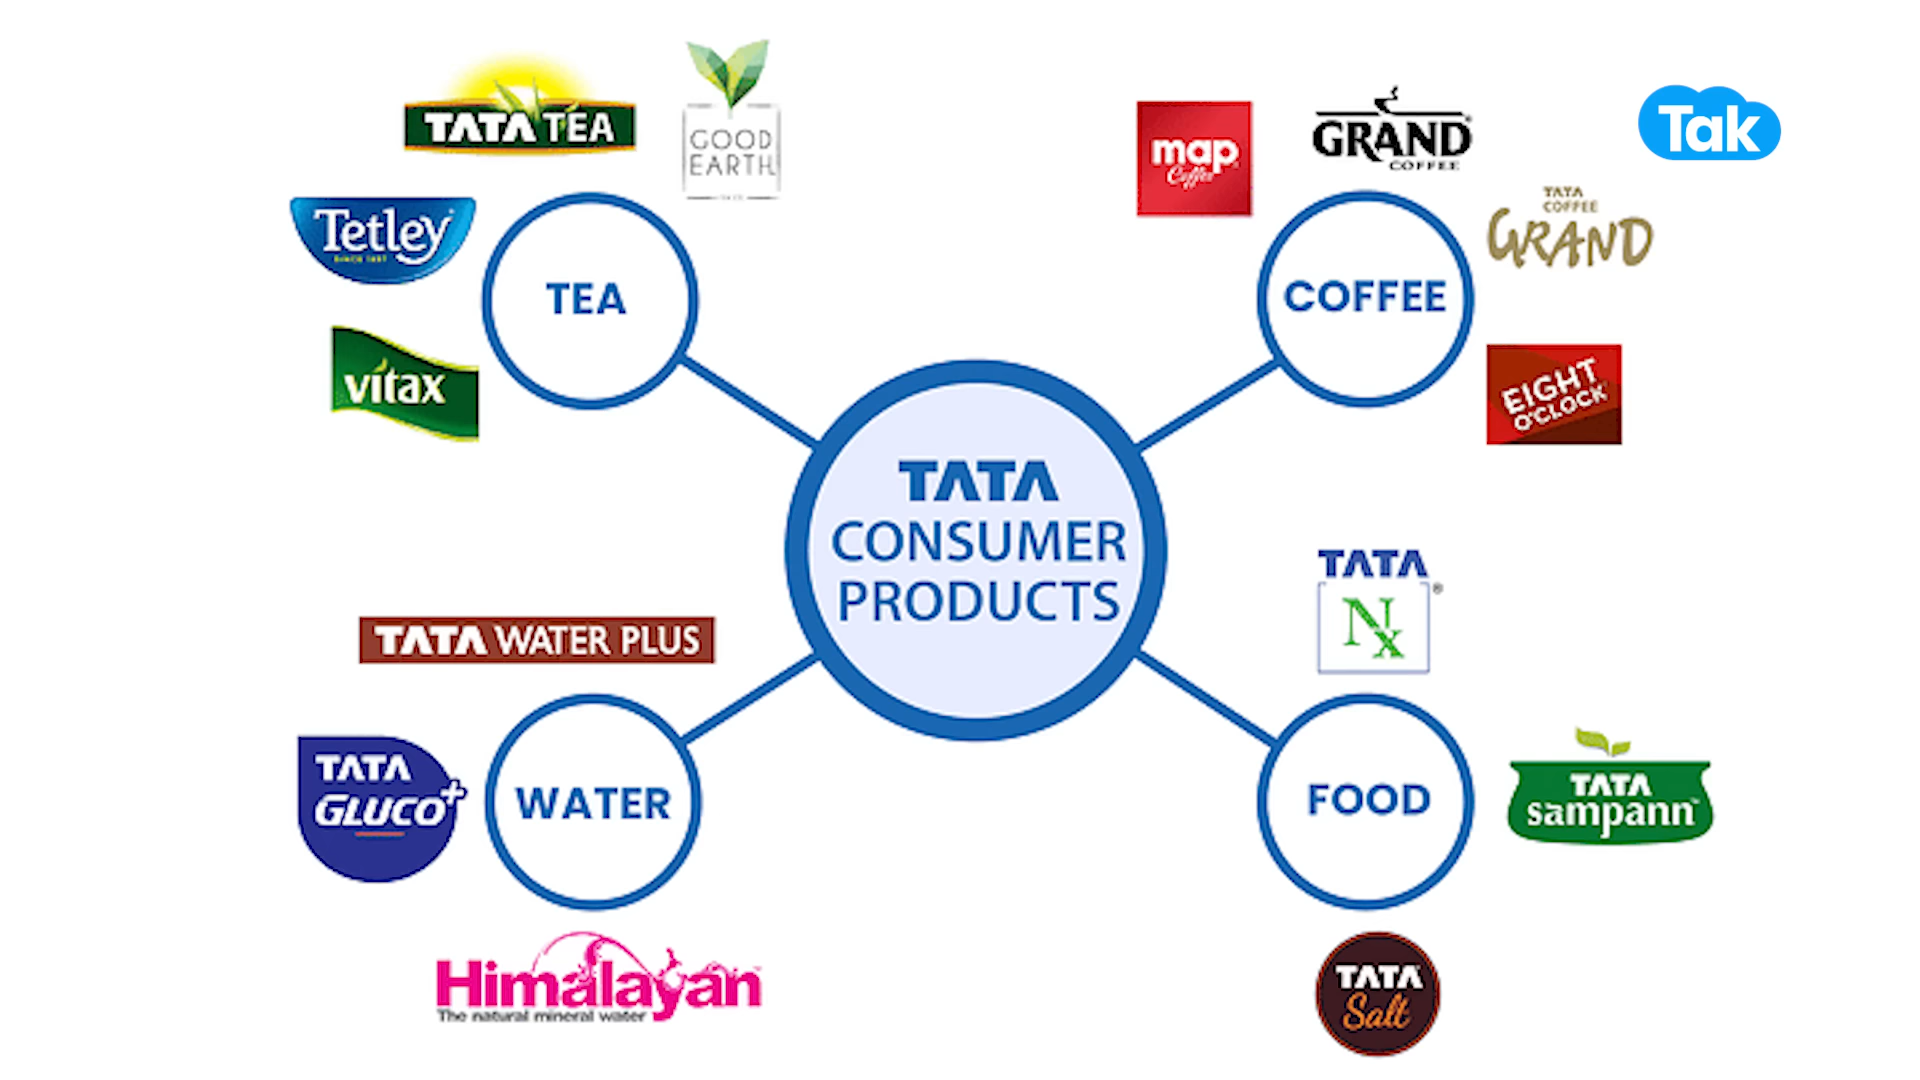 TATA TEA
GOOD
EARTH
Tetley
SINCE 1837
vitax
TEA
map
Coffee
GRAND
COFFEE
Tak
TATA
COFFEE
GRAND
COFFEE
EIGHT
O'CLOCK
TATA
CONSUMER
PRODUCTS
TATA WATER PLUS
TATA
GLUCO+
WATER
Himalayan
The natural mineral water
TATA
Nx
®
FOOD
TATA
sampann
TATA
Salt